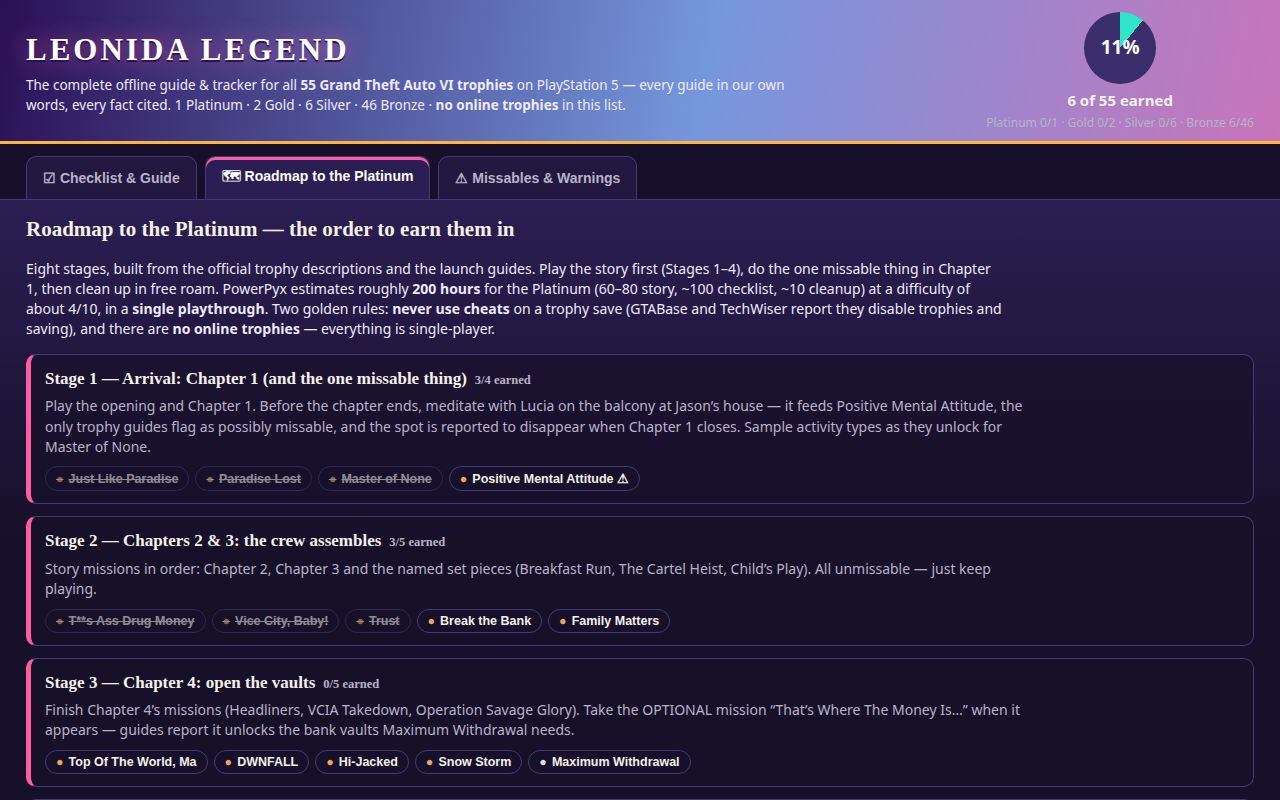 LEONIDA LEGEND
The complete offline guide & tracker for all 55 Grand Theft Auto VI trophies on PlayStation 5 — every guide in our own
words, every fact cited. 1 Platinum · 2 Gold · 6 Silver · 46 Bronze · no online trophies in this list.
11%
6 of 55 earned
Platinum 0/1 · Gold 0/2 · Silver 0/6 · Bronze 6/46
☑ Checklist & Guide
🗺 Roadmap to the Platinum
⚠ Missables & Warnings
Roadmap to the Platinum — the order to earn them in
Eight stages, built from the official trophy descriptions and the launch guides. Play the story first (Stages 1–4), do the one missable thing in Chapter
1, then clean up in free roam. PowerPyx estimates roughly 200 hours for the Platinum (60–80 story, ~100 checklist, ~10 cleanup) at a difficulty of
about 4/10, in a single playthrough. Two golden rules: never use cheats on a trophy save (GTABase and TechWiser report they disable trophies and
saving), and there are no online trophies — everything is single-player.
Stage 1 — Arrival: Chapter 1 (and the one missable thing) 3/4 earned
Play the opening and Chapter 1. Before the chapter ends, meditate with Lucia on the balcony at Jason’s house — it feeds Positive Mental Attitude, the
only trophy guides flag as possibly missable, and the spot is reported to disappear when Chapter 1 closes. Sample activity types as they unlock for
Master of None.
● Just Like Paradise ● Paradise Lost ● Master of None ● Positive Mental Attitude ⚠
Stage 2 — Chapters 2 & 3: the crew assembles 3/5 earned
Story missions in order: Chapter 2, Chapter 3 and the named set pieces (Breakfast Run, The Cartel Heist, Child’s Play). All unmissable — just keep
playing.
● T**s Ass Drug Money ● Vice City, Baby! ● Trust ● Break the Bank ● Family Matters
Stage 3 — Chapter 4: open the vaults 0/5 earned
Finish Chapter 4’s missions (Headliners, VCIA Takedown, Operation Savage Glory). Take the OPTIONAL mission “That’s Where The Money Is…” when it
appears — guides report it unlocks the bank vaults Maximum Withdrawal needs.
● Top Of The World, Ma ● DWNFALL ● Hi-Jacked ● Snow Storm ● Maximum Withdrawal